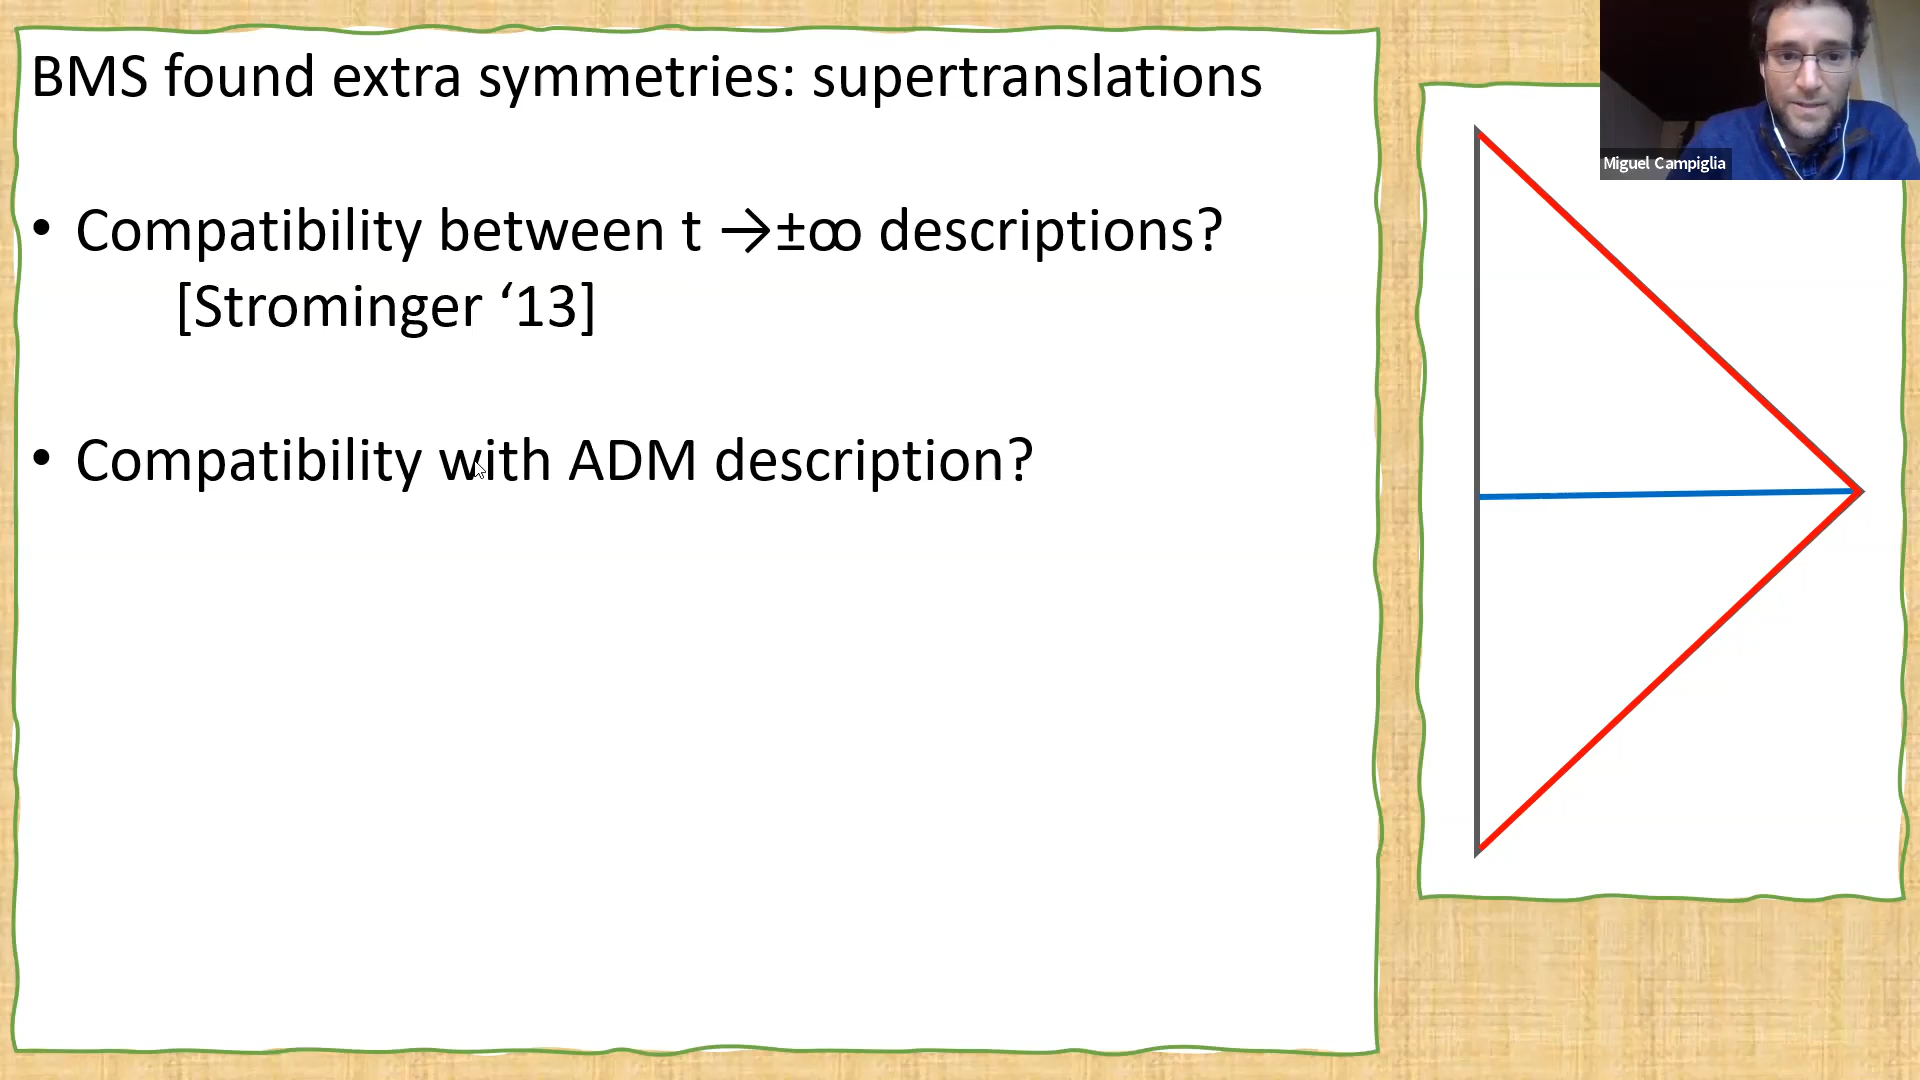 BMS found extra symmetries: supertranslations
• Compatibility between t →±∞ descriptions?
[Strominger ‘13]
• Compatibility with ADM description?
Miguel Campiglia